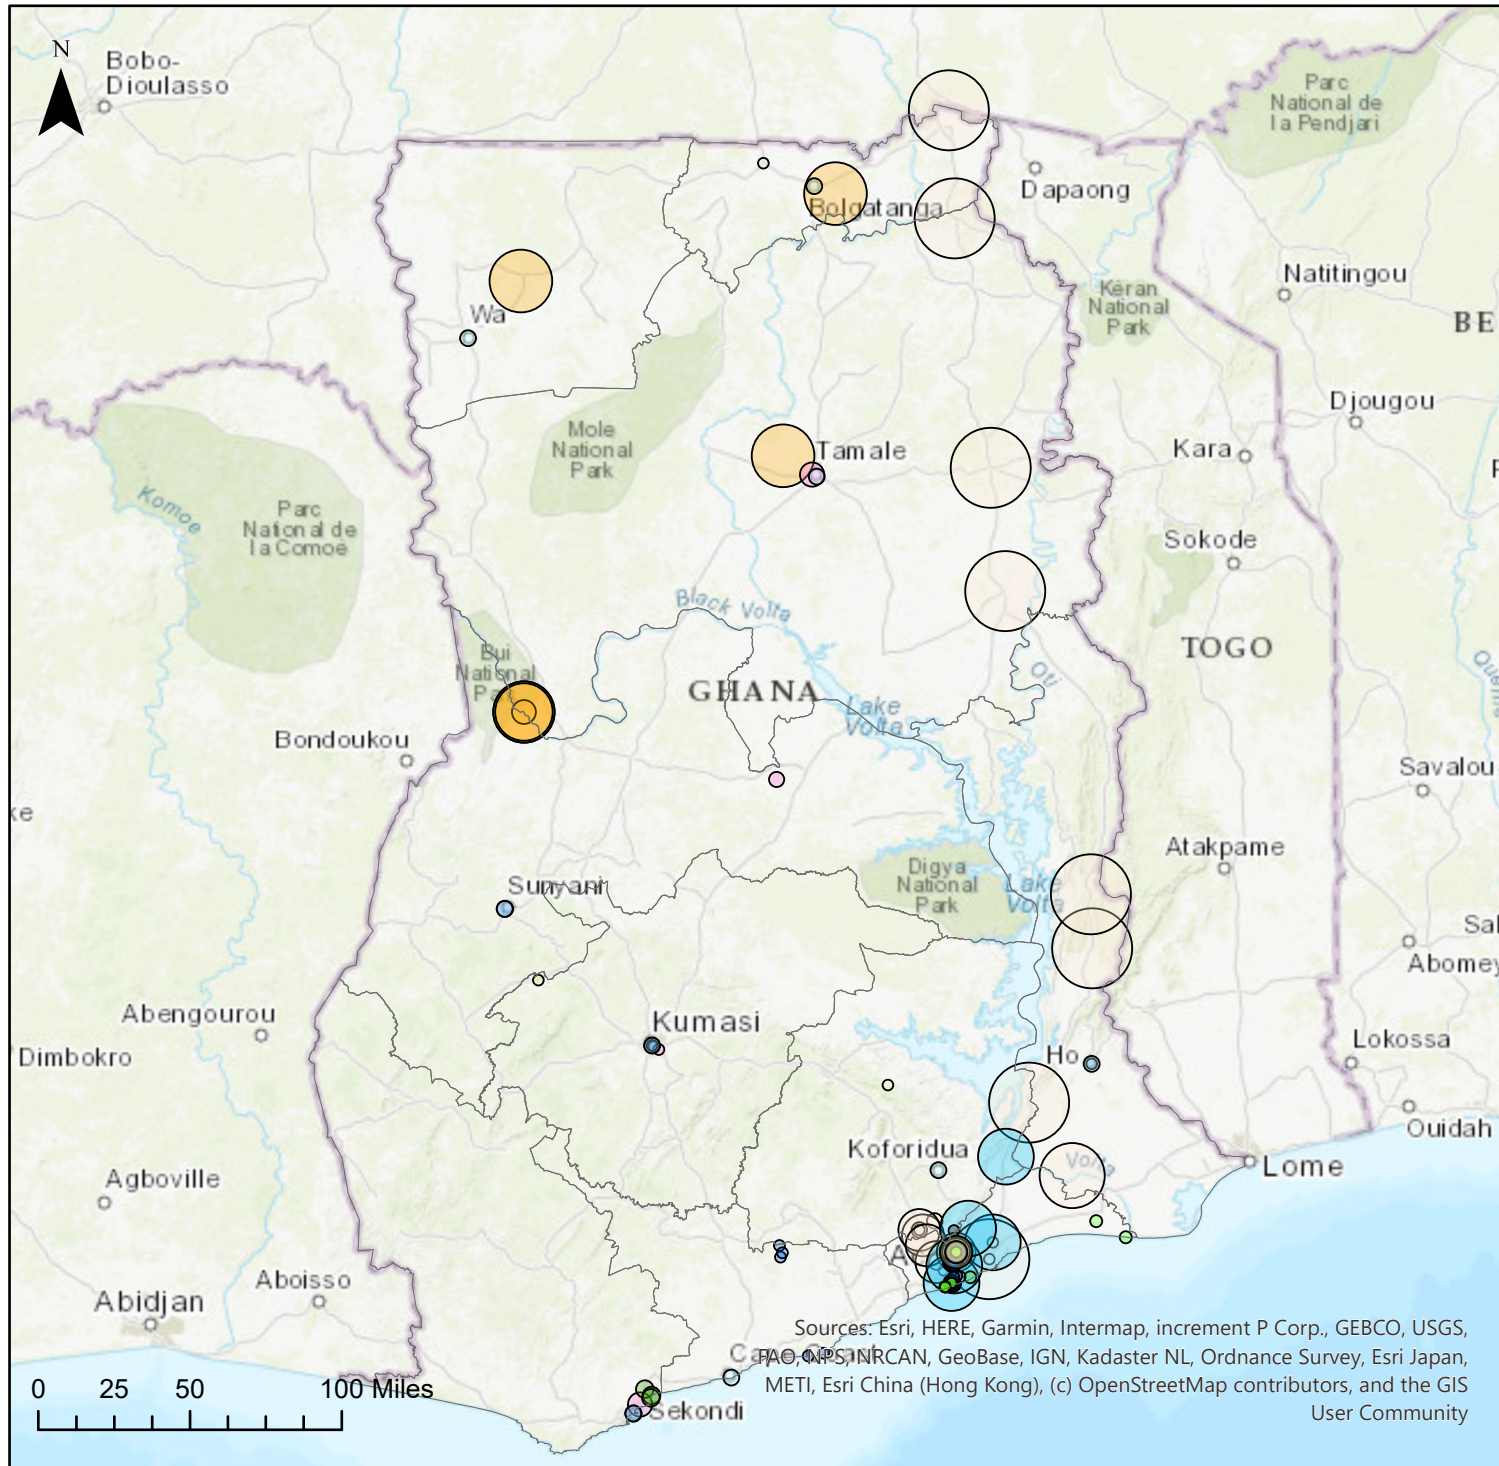 N
Bobo-
Dioulasso
Parc
National de
la Pendjari
Dapaong
Bolgatanga
Natitingou
Wa
Kéran
National
Park
BE
Djougou
Mole
National
Park
Tamale
Kara
Komoe
Parc
National de
la Comoé
Sokode
Black Volta
Bui
National
Oti
TOGO
GHANA
Lake
Volta
Bondoukou
Savalou
Digya
National
Park
Lake
Volta
Atakpame
Sunyani
Sal
Abomey
Abengourou
Kumasi
Dimbokro
Ho
Lokossa
Ouidah
Koforidua
Volta
Lome
Agboville
A
Aboisso
Abidjan
Sources: Esri, HERE, Garmin, Intermap, increment P Corp., GEBCO, USGS,
FAO, NPS, NRCAN, GeoBase, IGN, Kadaster NL, Ordnance Survey, Esri Japan,
METI, Esri China (Hong Kong), (c) OpenStreetMap contributors, and the GIS
User Community
0 25 50 100 Miles
Sekondi